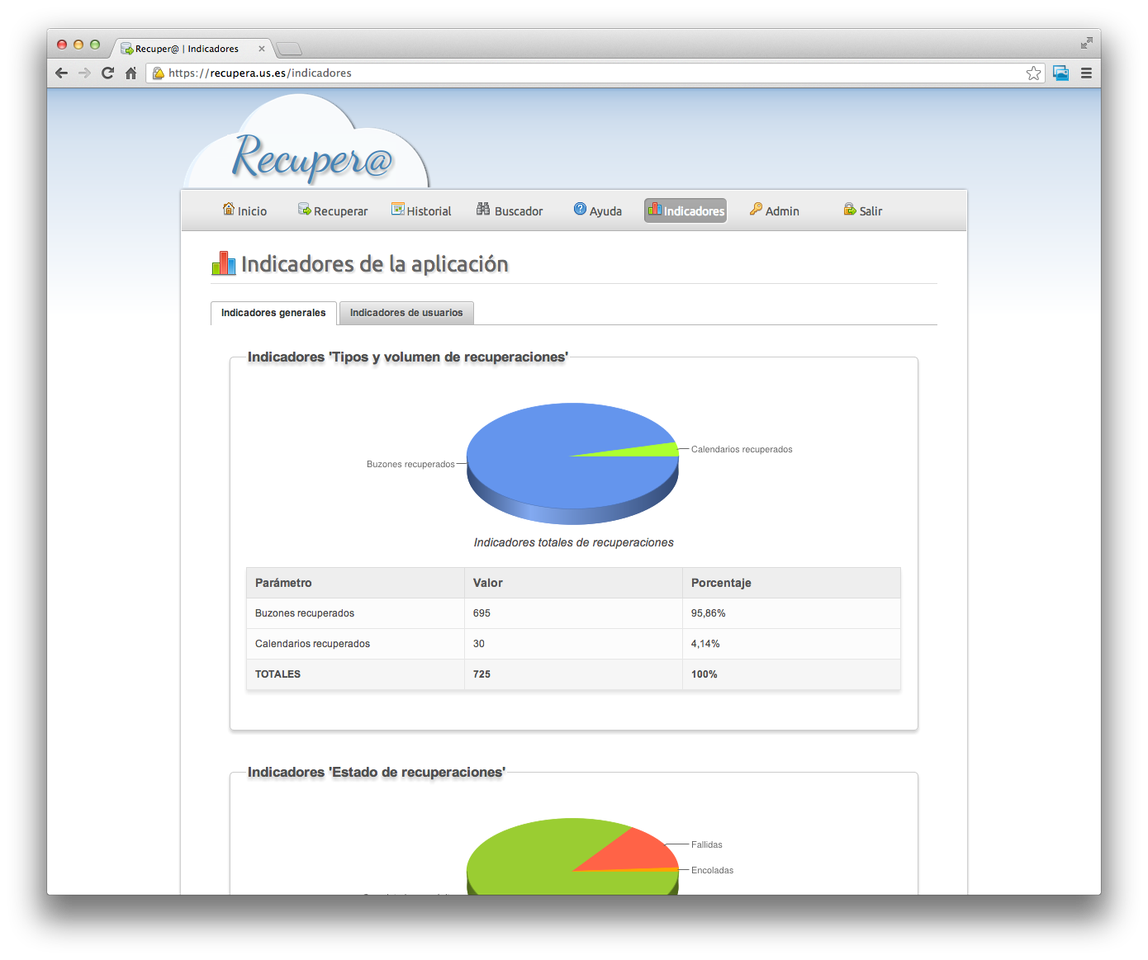 Recuper@ | Indicadores
https://recupera.us.es/indicadores
Recuper@
Inicio Recuperar Historial Buscador Ayuda Indicadores Admin Salir
Indicadores de la aplicación
Indicadores generales Indicadores de usuarios
Indicadores 'Tipos y volumen de recuperaciones'
Calendarios recuperados
Buzones recuperados
Indicadores totales de recuperaciones
Parámetro Valor Porcentaje
Buzones recuperados 695 95,86%
Calendarios recuperados 30 4,14%
TOTALES 725 100%
Indicadores 'Estado de recuperaciones'
Fallidas
Encoladas